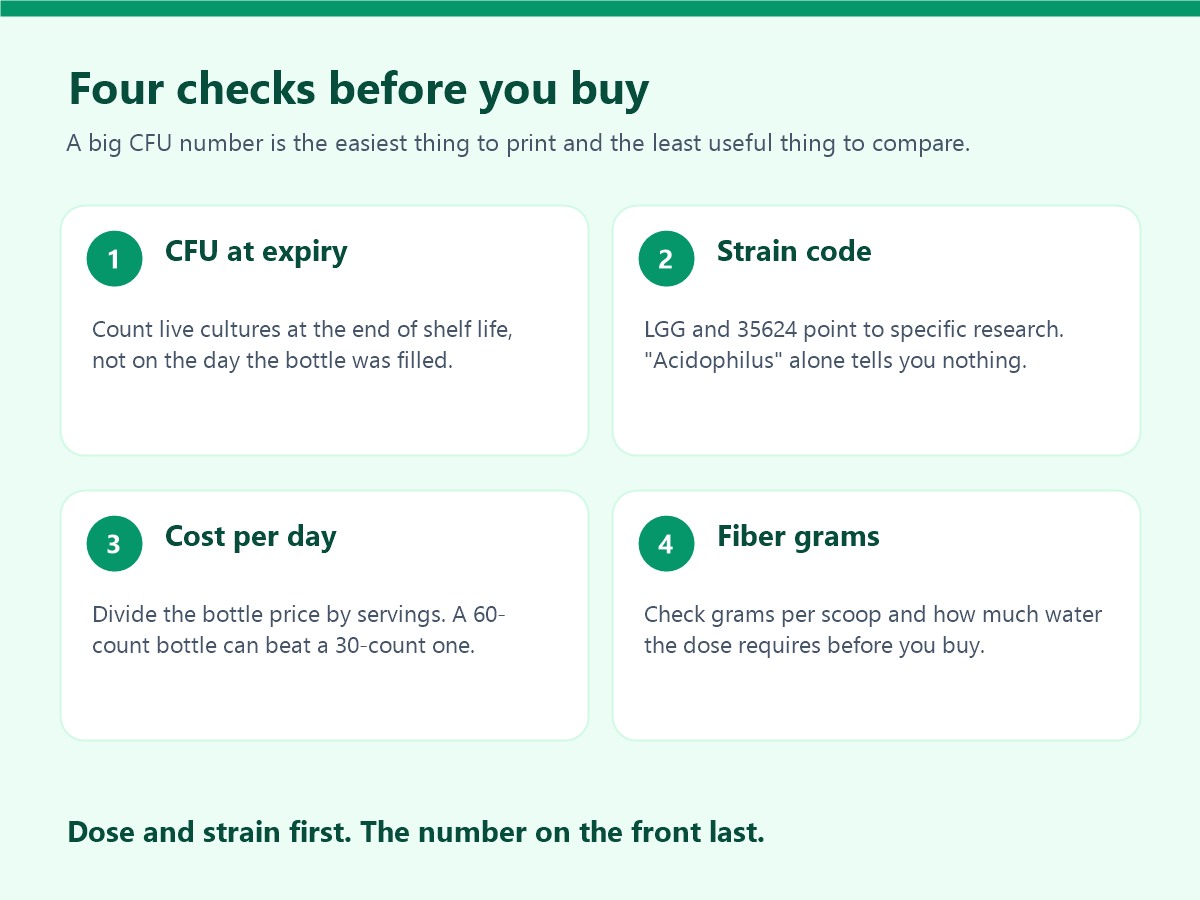 Four checks before you buy
A big CFU number is the easiest thing to print and the least useful thing to compare.
1
CFU at expiry
Count live cultures at the end of shelf life,
not on the day the bottle was filled.
2
Strain code
LGG and 35624 point to specific research.
"Acidophilus" alone tells you nothing.
3
Cost per day
Divide the bottle price by servings. A 60-
count bottle can beat a 30-count one.
4
Fiber grams
Check grams per scoop and how much water
the dose requires before you buy.
Dose and strain first. The number on the front last.